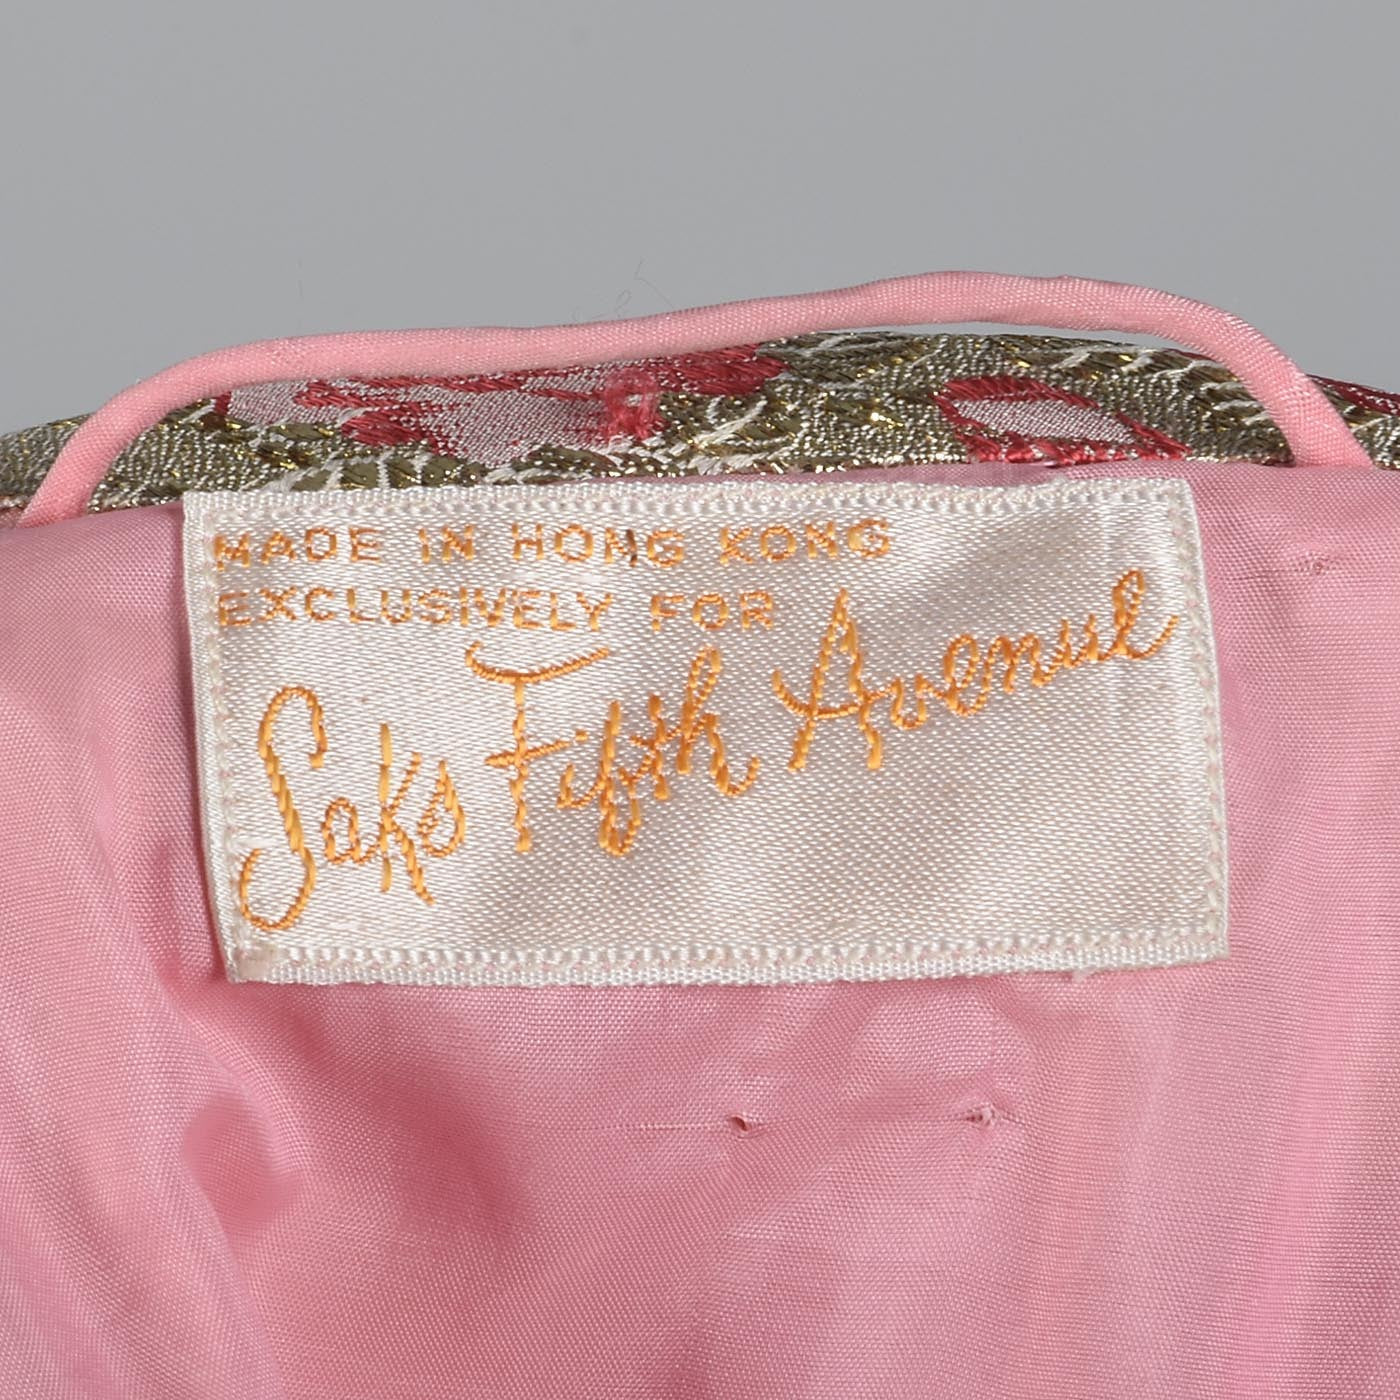 MADE IN HONG KONG
EXCLUSIVELY FOR
Saks Fifth Avenue